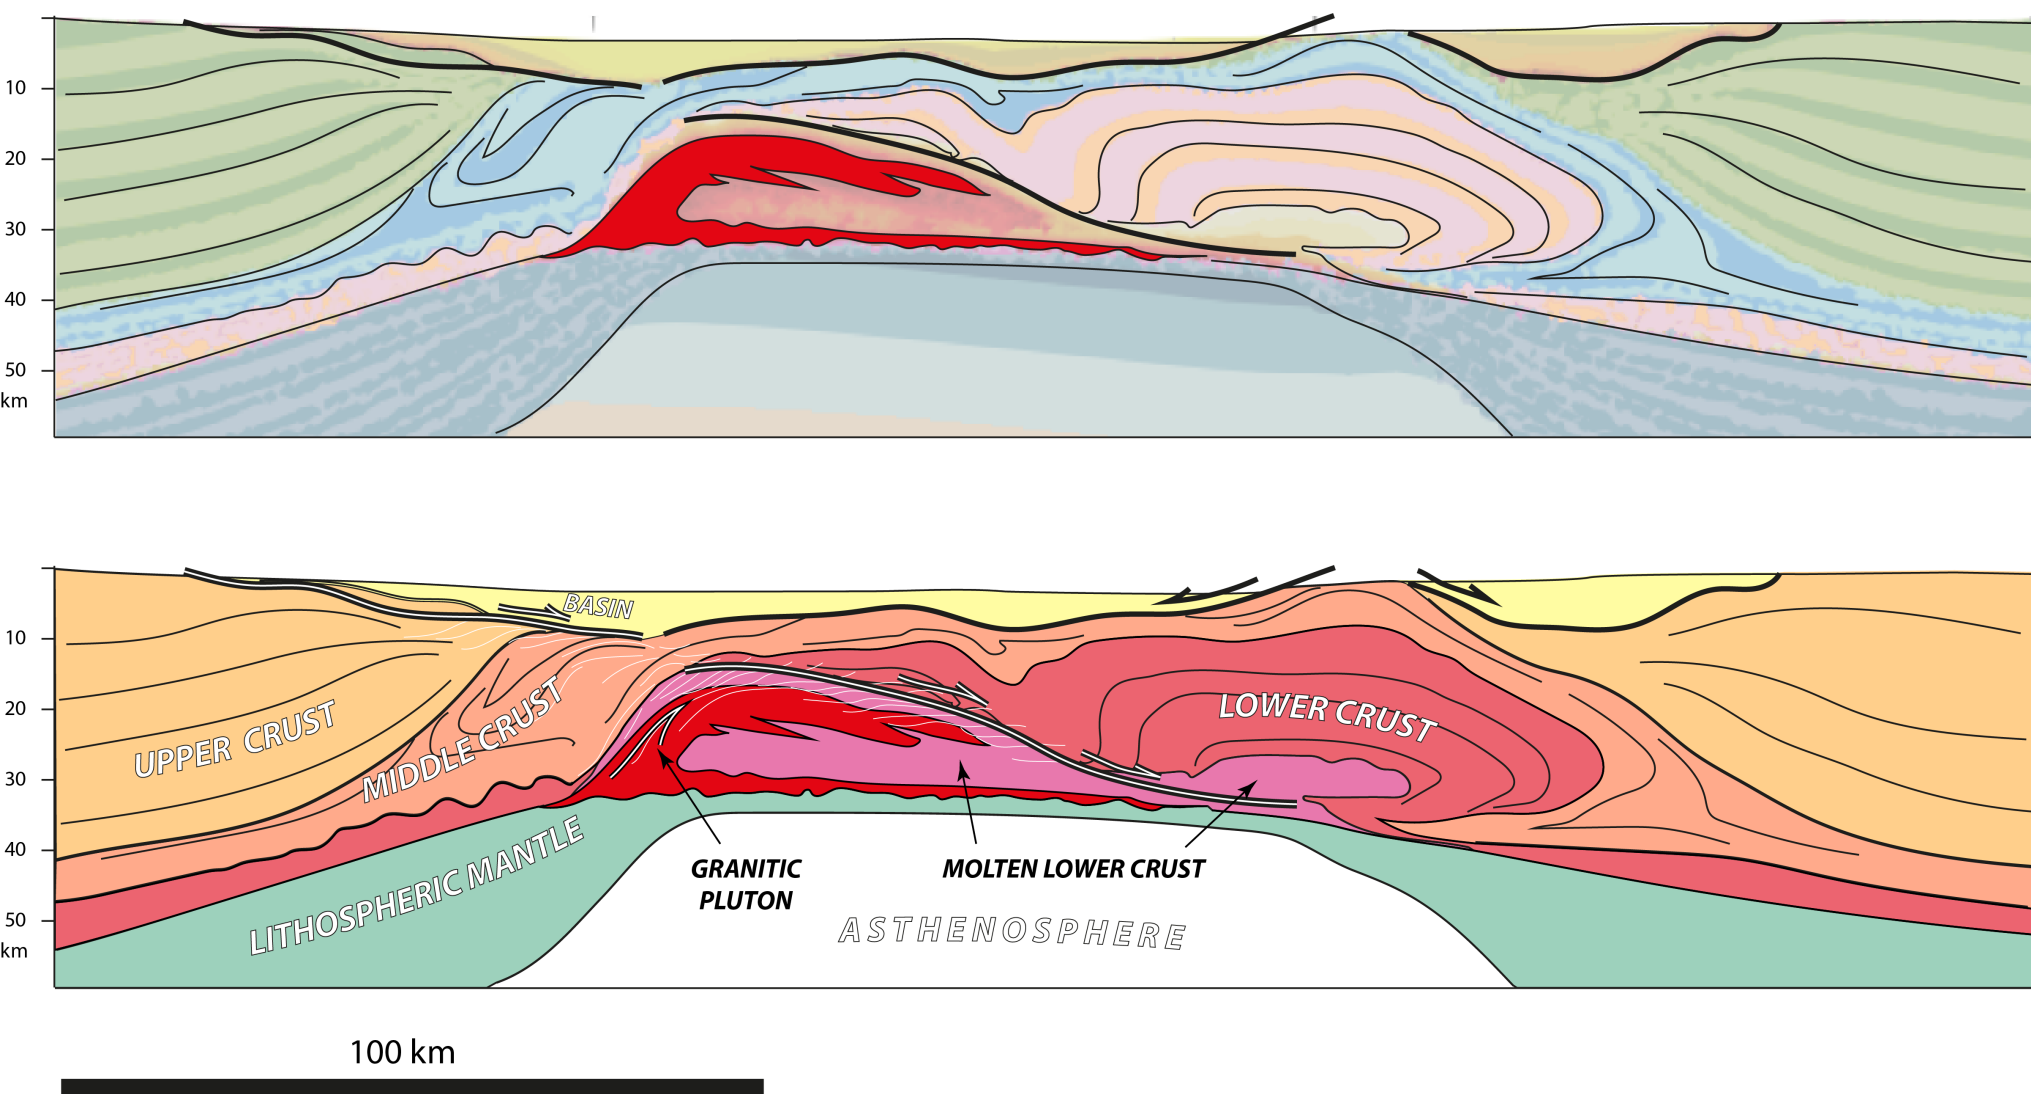 10
20
30
40
50
km
BASIN
10
UPPER CRUST
MIDDLE CRUST
LOWER CRUST
20
30
40
LITHOSPHERIC MANTLE
GRANITIC
PLUTON
MOLTEN LOWER CRUST
ASTHENOSPHERE
50
km
100 km